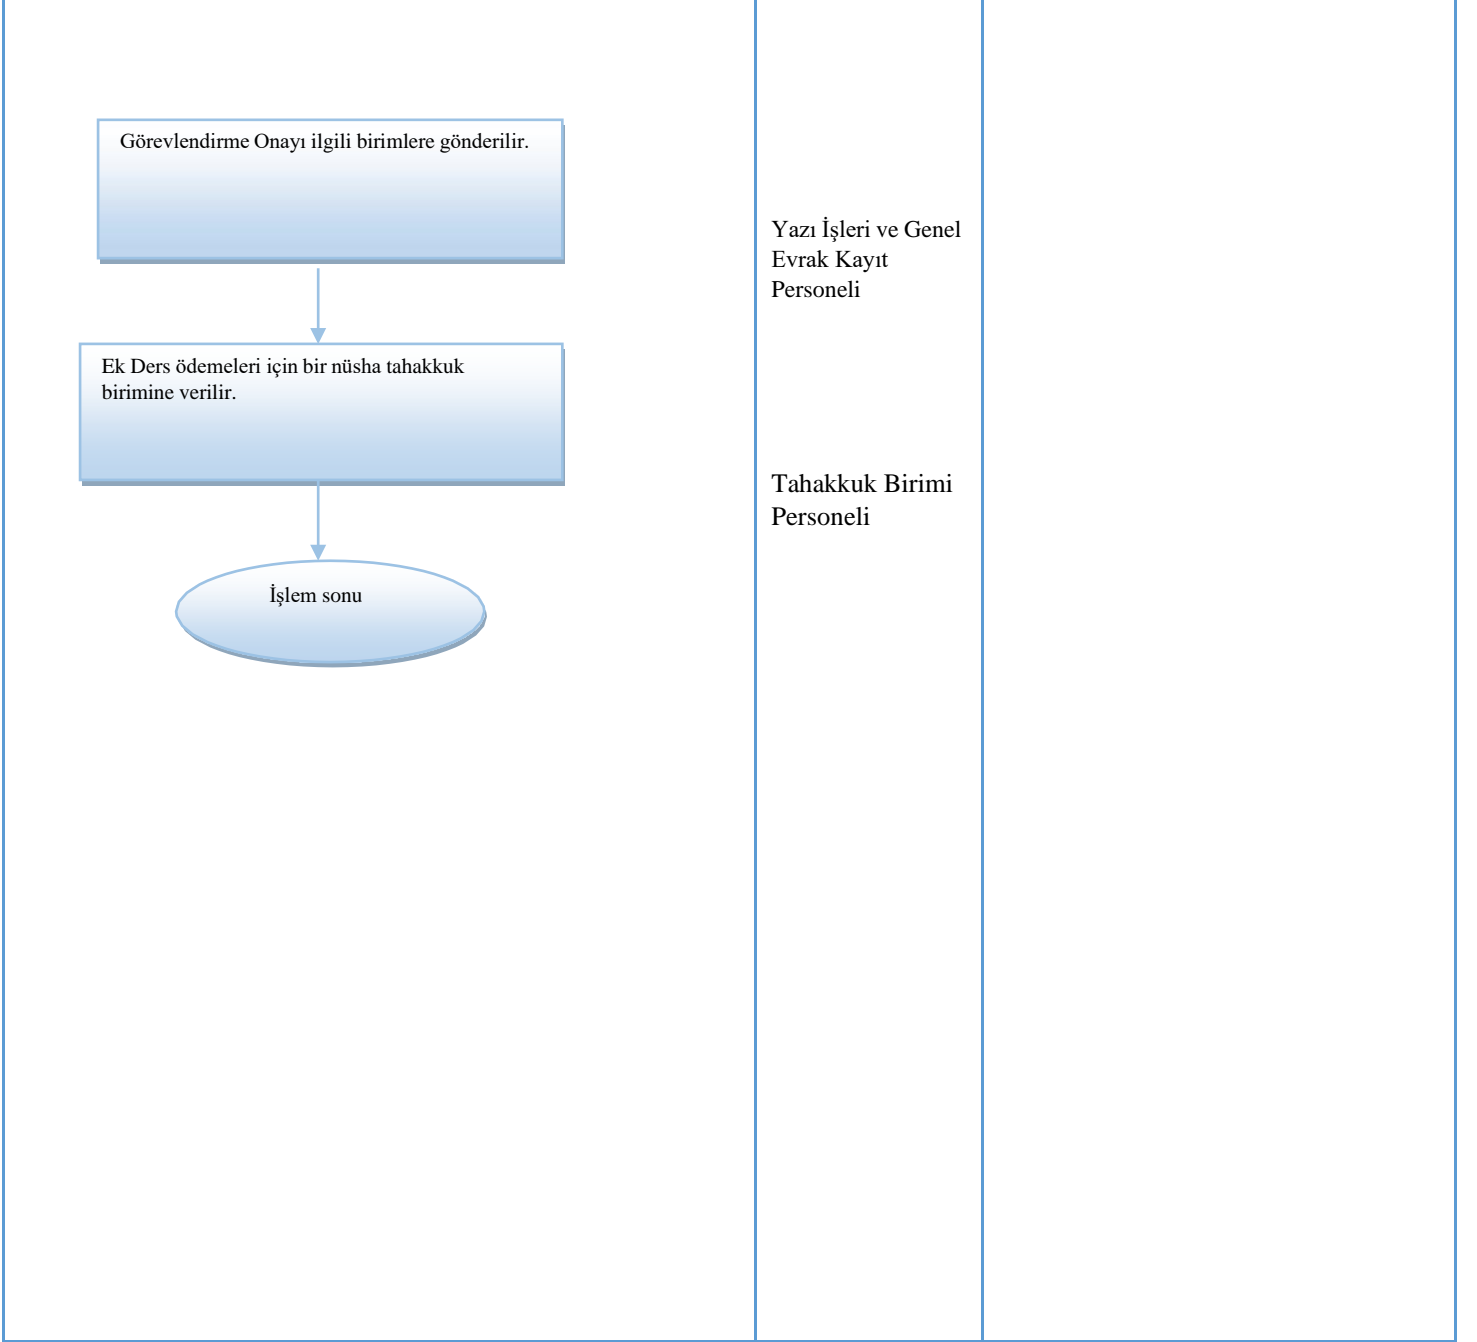 Görevlendirme Onayı ilgili birimlere gönderilir.
Yazı İşleri ve Genel
Evrak Kayıt
Personeli
Ek Ders ödemeleri için bir nüsha tahakkuk
birimine verilir.
Tahakkuk Birimi
Personeli
İşlem sonu